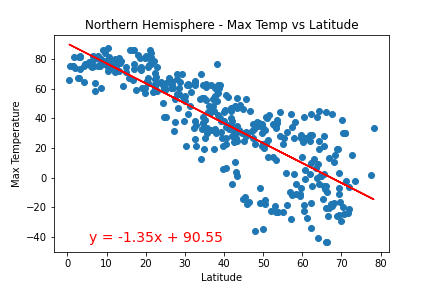 Northern Hemisphere - Max Temp vs Latitude
Max Temperature
80
60
40
20
0
−20
−40
y = -1.35x + 90.55
0 10 20 30 40 50 60 70 80
Latitude